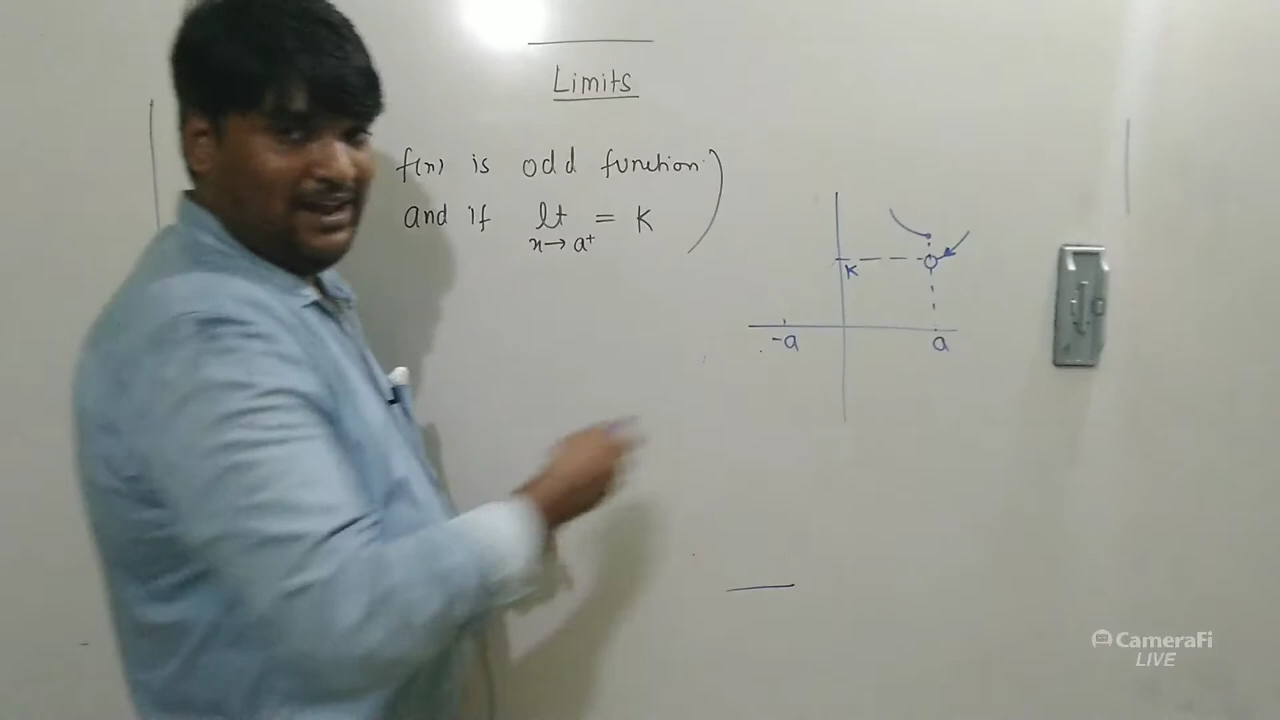 Limits
f(x) is odd function
and if lt = K
x→ a⁺
K
-a
a
CameraFi
LIVE